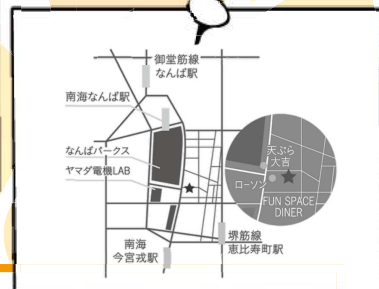 御堂筋線
なんば駅
南海なんば駅
なんばパークス
ヤマダ電機LAB
天ぷら
大吉
ローソン
FUN SPACE
DINER
南海
今宮戎駅
堺筋線
恵比寿町駅